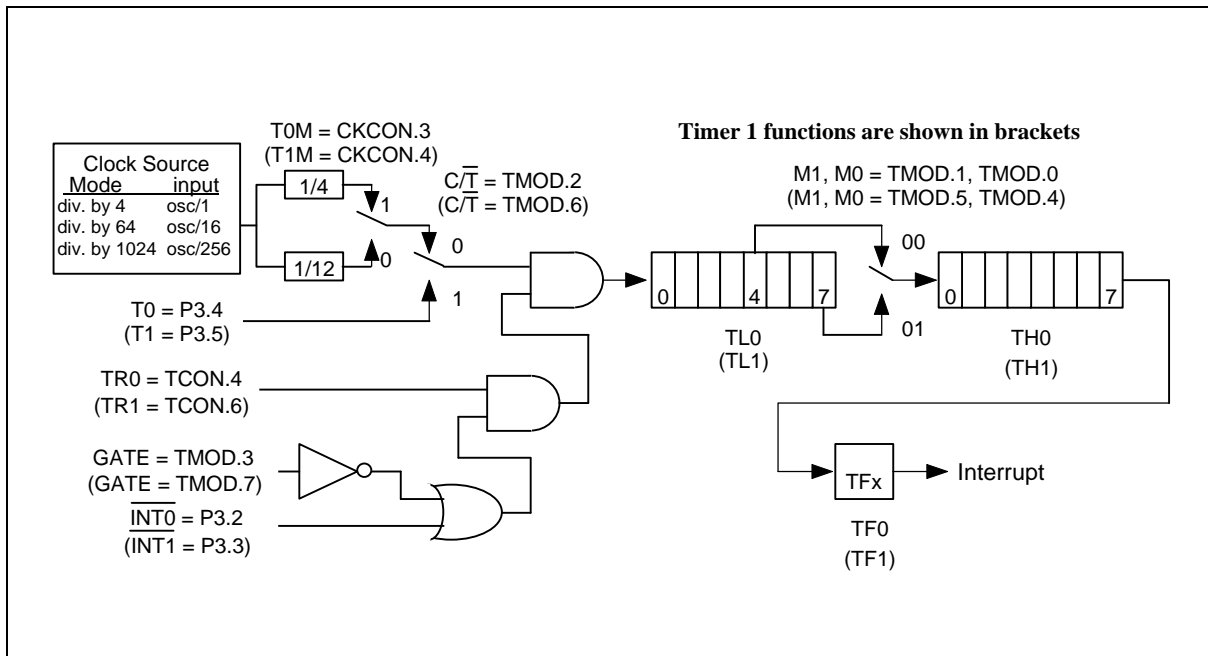 Timer 1 functions are shown in brackets
T0M = CKCON.3
(T1M = CKCON.4)
Clock Source
Mode input
div. by 4 osc/1
div. by 64 osc/16
div. by 1024 osc/256
1/4
1/12
1
0
C/T̅ = TMOD.2
(C/T̅ = TMOD.6)
0
1
M1, M0 = TMOD.1, TMOD.0
(M1, M0 = TMOD.5, TMOD.4)
00
01
0 4 7
TL0
(TL1)
0 7
TH0
(TH1)
T0 = P3.4
(T1 = P3.5)
TR0 = TCON.4
(TR1 = TCON.6)
GATE = TMOD.3
(GATE = TMOD.7)
I̅N̅T̅0̅ = P3.2
(I̅N̅T̅1̅ = P3.3)
TFx
Interrupt
TF0
(TF1)